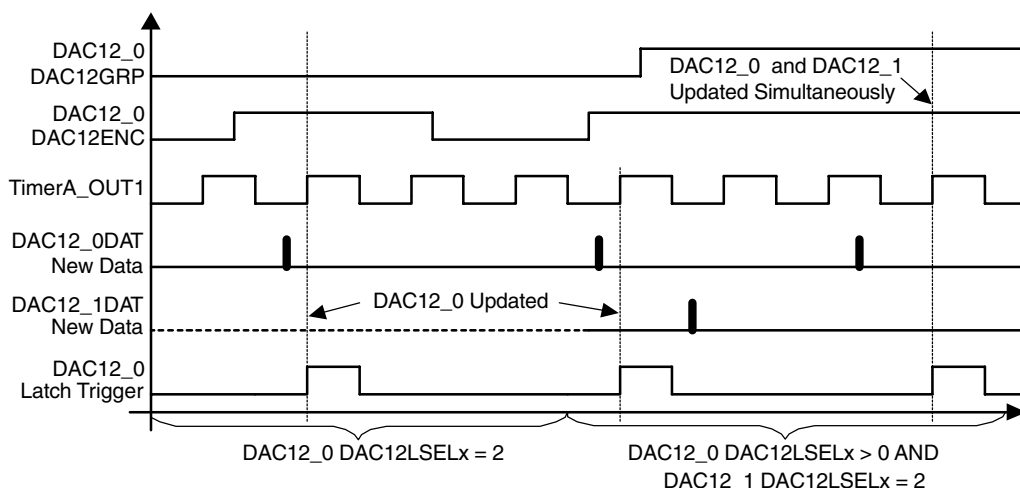 DAC12_0
DAC12GRP
DAC12_0 and DAC12_1
Updated Simultaneously
DAC12_0
DAC12ENC
TimerA_OUT1
DAC12_0DAT
New Data
DAC12_1DAT
New Data
DAC12_0 Updated
DAC12_0
Latch Trigger
DAC12_0 DAC12LSELx = 2
DAC12_0 DAC12LSELx > 0 AND
DAC12_1 DAC12LSELx = 2